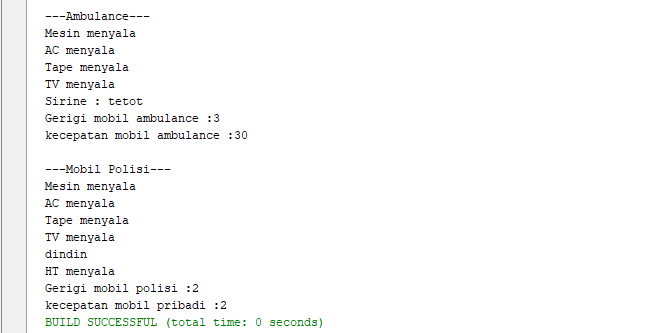 ---Ambulance---
Mesin menyala
AC menyala
Tape menyala
TV menyala
Sirine : tetot
Gerigi mobil ambulance :3
kecepatan mobil ambulance :30
---Mobil Polisi---
Mesin menyala
AC menyala
Tape menyala
TV menyala
dindin
HT menyala
Gerigi mobil polisi :2
kecepatan mobil pribadi :2
BUILD SUCCESSFUL (total time: 0 seconds)